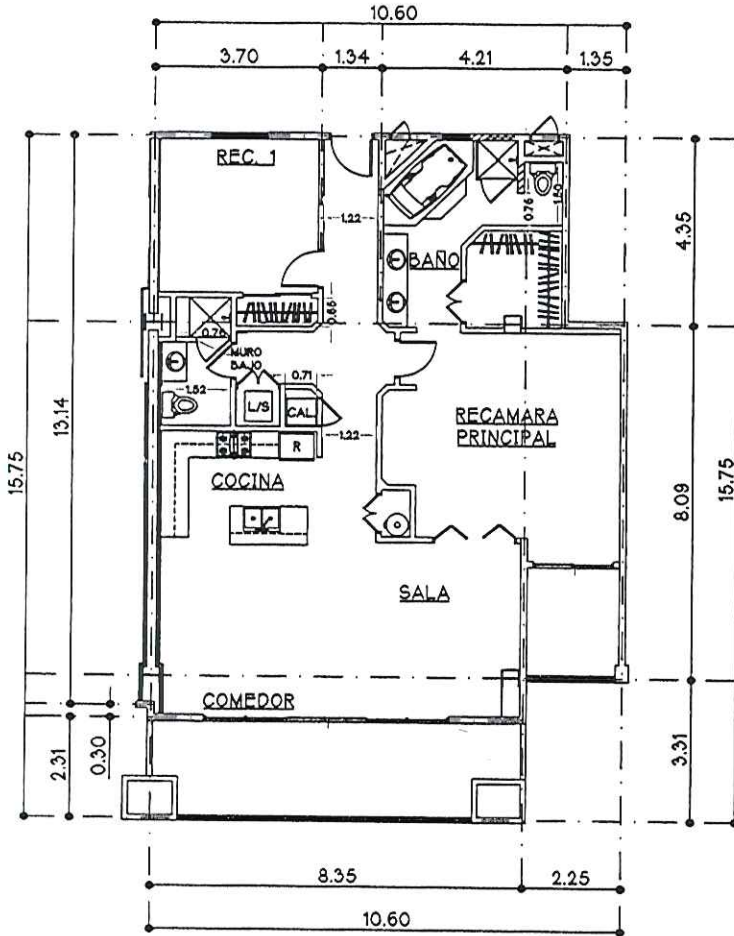 10.60
3.70
1.34
4.21
1.35
REC. 1
1.22
0.76
1.50
BAÑO
4.35
0.65
0.76
MURO
BAJO
0.71
1.52
L/S
CAL.
1.22
R
RECAMARA
PRINCIPAL
COCINA
13.14
15.75
8.09
15.75
SALA
COMEDOR
2.31
0.30
3.31
8.35
2.25
10.60